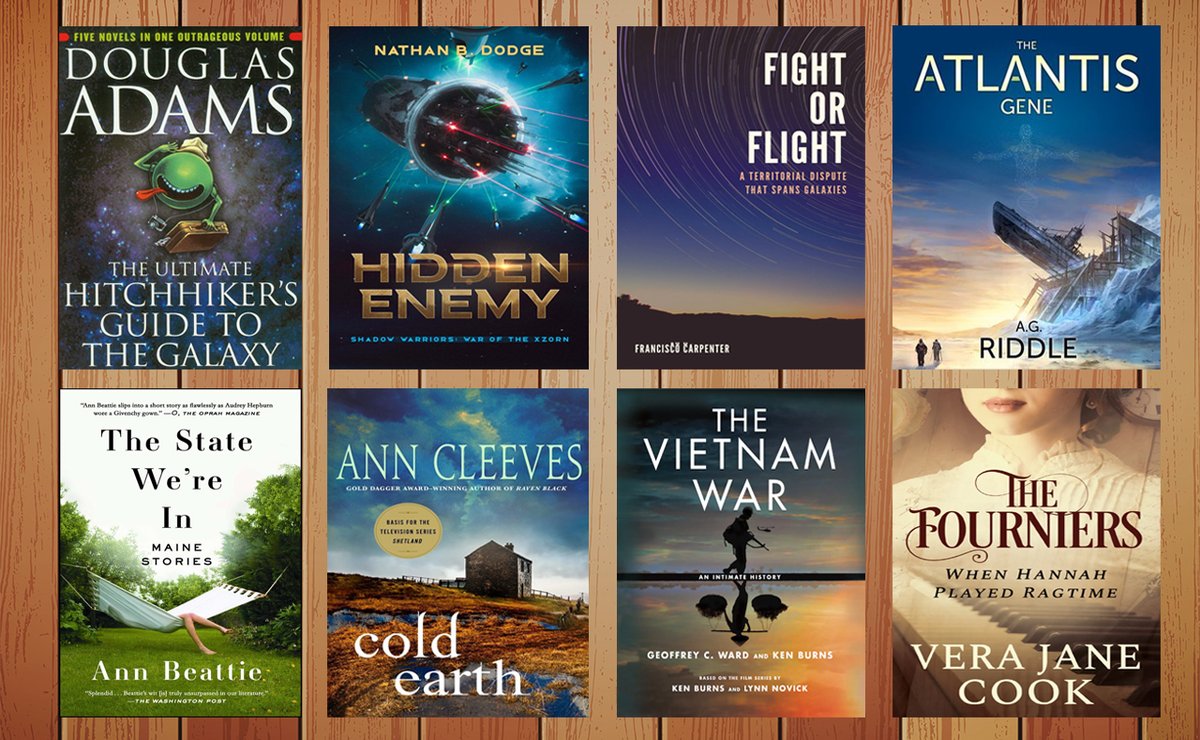 FIVE NOVELS IN ONE OUTRAGEOUS VOLUME
DOUGLAS
ADAMS
THE ULTIMATE
HITCHHIKER'S
GUIDE TO
THE GALAXY
NATHAN B. DODGE
HIDDEN
ENEMY
SHADOW WARRIORS: WAR OF THE XZORN
FIGHT
OR
FLIGHT
A TERRITORIAL DISPUTE
THAT SPANS GALAXIES
FRANCISCO CARPENTER
THE
ATLANTIS
GENE
A.G.
RIDDLE
"Ann Beattie slips into a short story as flawlessly as Audrey Hepburn
wore a Givenchy gown." —O, THE OPRAH MAGAZINE
The State
We're
In
MAINE
STORIES
Ann Beattie
"Splendid . . . Beattie's wit [is] truly unsurpassed in our literature."
—THE WASHINGTON POST
ANN CLEEVES
GOLD DAGGER AWARD–WINNING AUTHOR OF RAVEN BLACK
BASIS FOR THE
TELEVISION SERIES
SHETLAND
cold
earth
THE
VIETNAM
WAR
AN INTIMATE HISTORY
GEOFFREY C. WARD AND KEN BURNS
BASED ON THE FILM SERIES BY
KEN BURNS AND LYNN NOVICK
THE
FOURNIERS
WHEN HANNAH
PLAYED RAGTIME
VERA JANE
COOK